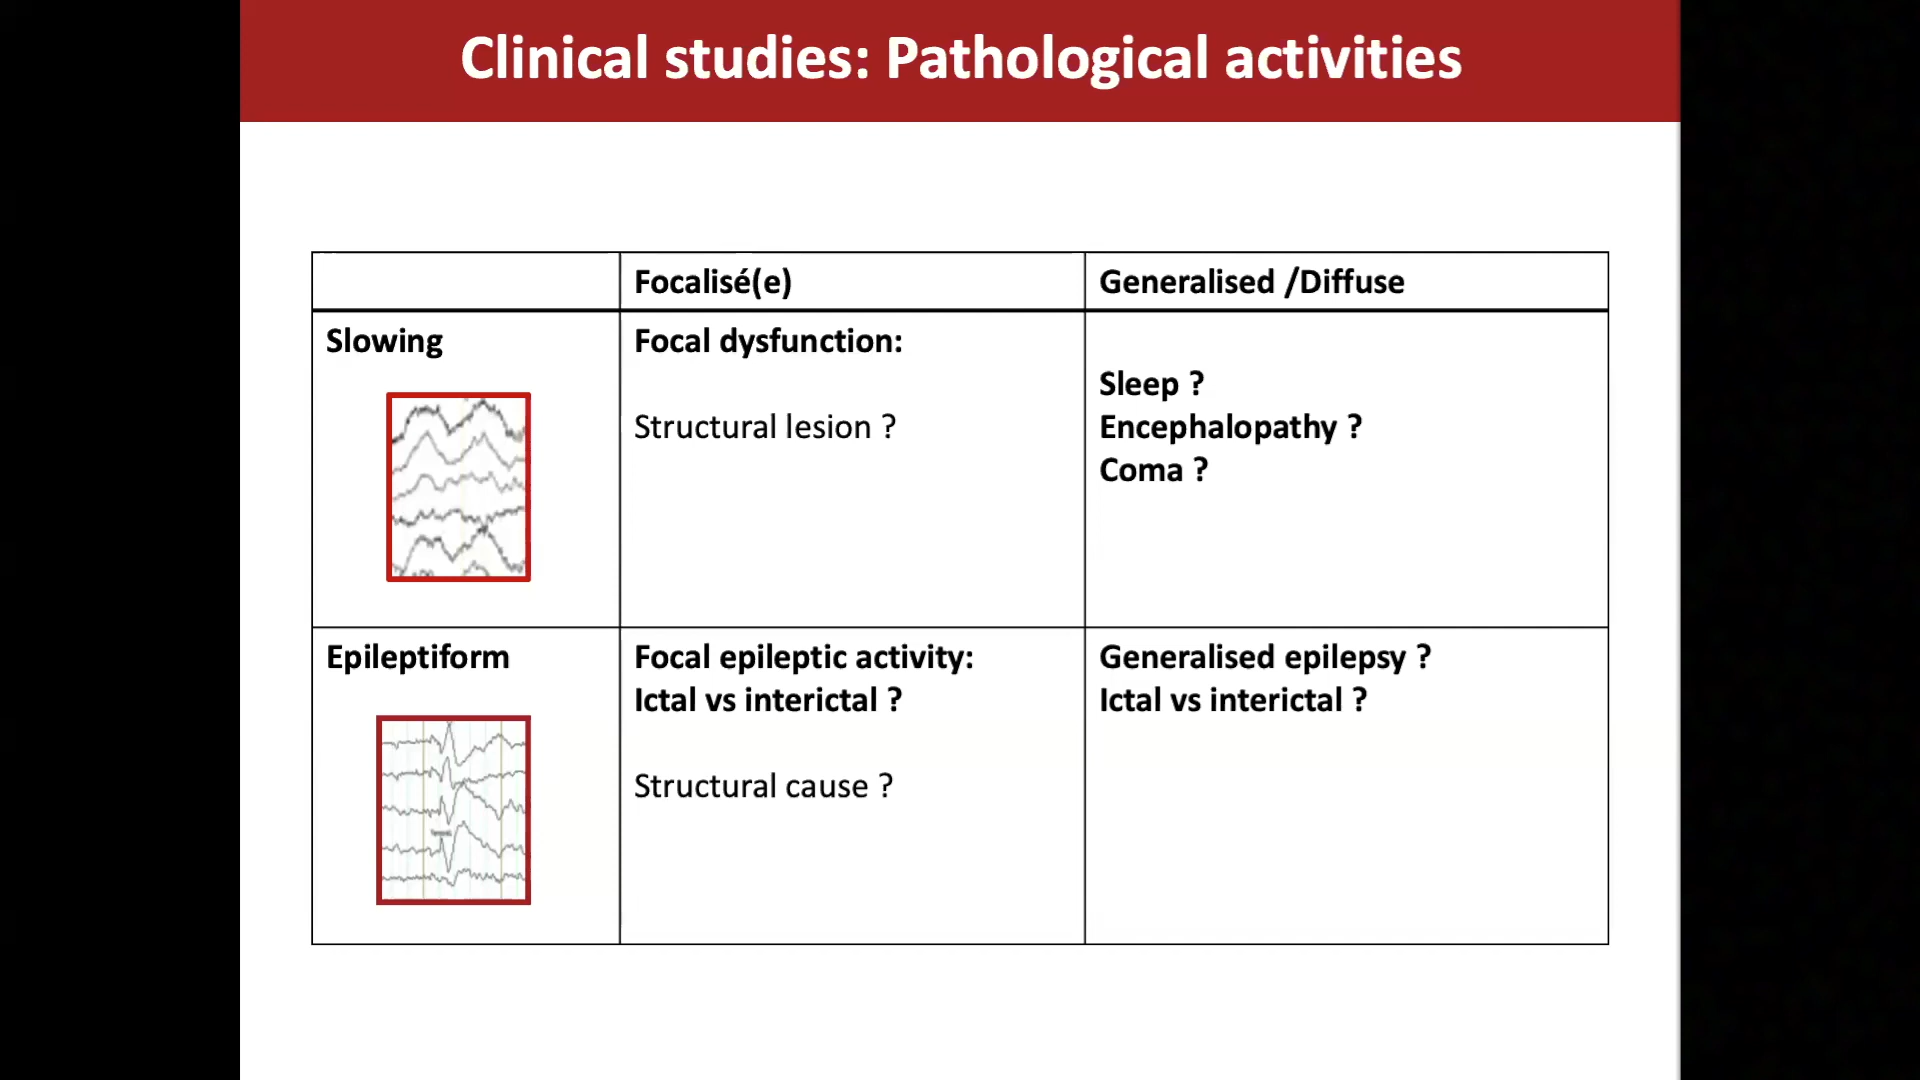 Clinical studies: Pathological activities
Focalisé(e)
Generalised /Diffuse
Slowing
Focal dysfunction:
Structural lesion ?
Sleep ?
Encephalopathy ?
Coma ?
Epileptiform
Focal epileptic activity:
Ictal vs interictal ?
Structural cause ?
Generalised epilepsy ?
Ictal vs interictal ?